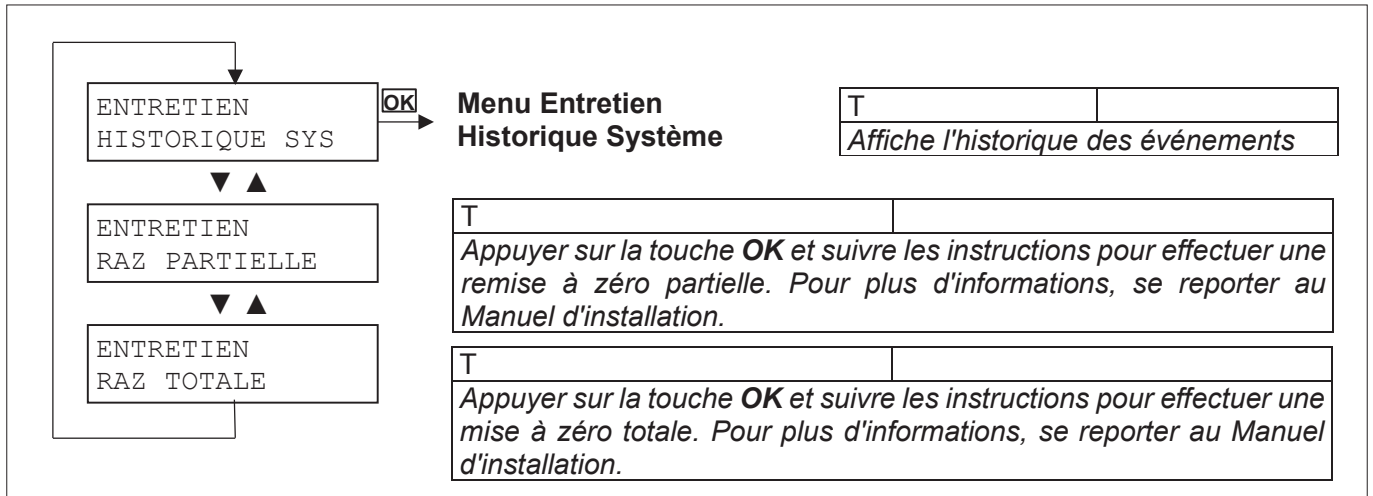 ENTRETIEN
HISTORIQUE SYS
OK
Menu Entretien
Historique Système
T
Affiche l'historique des événements
▼ ▲
ENTRETIEN
RAZ PARTIELLE
T
Appuyer sur la touche OK et suivre les instructions pour effectuer une
remise à zéro partielle. Pour plus d'informations, se reporter au
Manuel d'installation.
▼ ▲
ENTRETIEN
RAZ TOTALE
T
Appuyer sur la touche OK et suivre les instructions pour effectuer une
mise à zéro totale. Pour plus d'informations, se reporter au Manuel
d'installation.